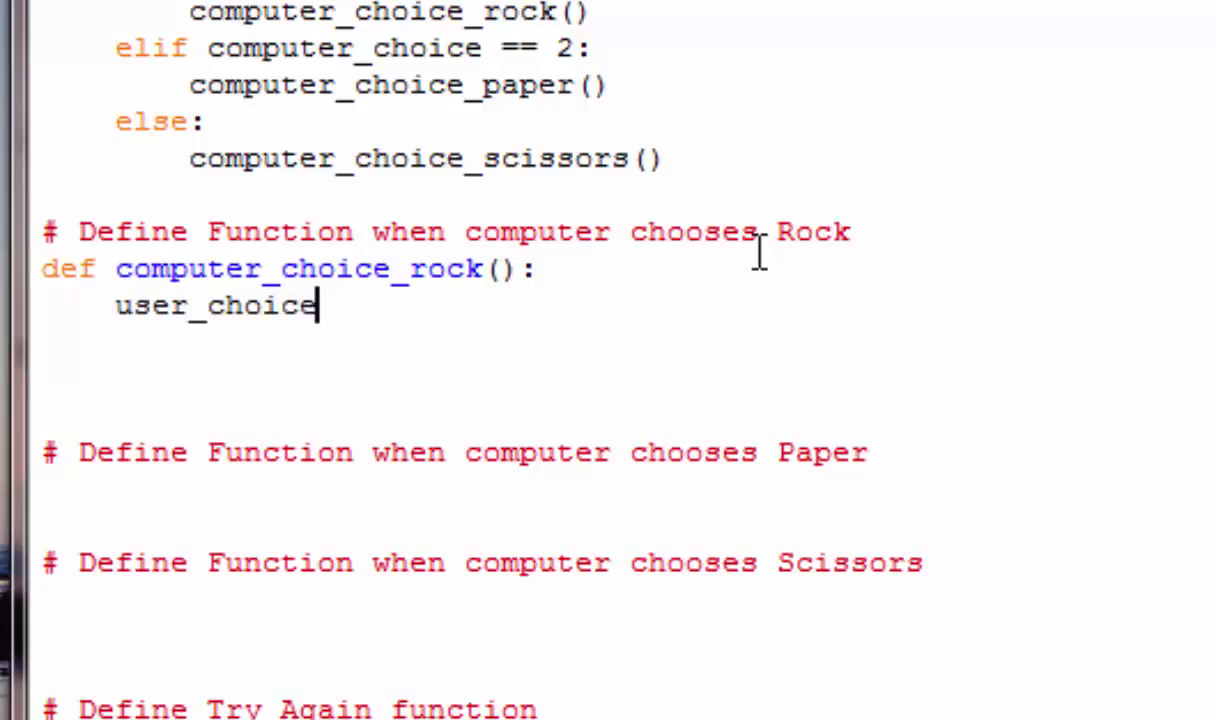 computer_choice_rock()
elif computer_choice == 2:
computer_choice_paper()
else:
computer_choice_scissors()
# Define Function when computer chooses Rock
def computer_choice_rock():
user_choice
# Define Function when computer chooses Paper
# Define Function when computer chooses Scissors
# Define Try Again function